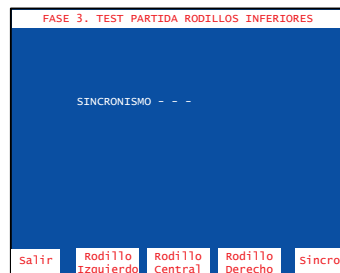 FASE 3. TEST PARTIDA RODILLOS INFERIORES
SINCRONISMO - - -
Salir
Rodillo
Izquierdo
Rodillo
Central
Rodillo
Derecho
Sincro